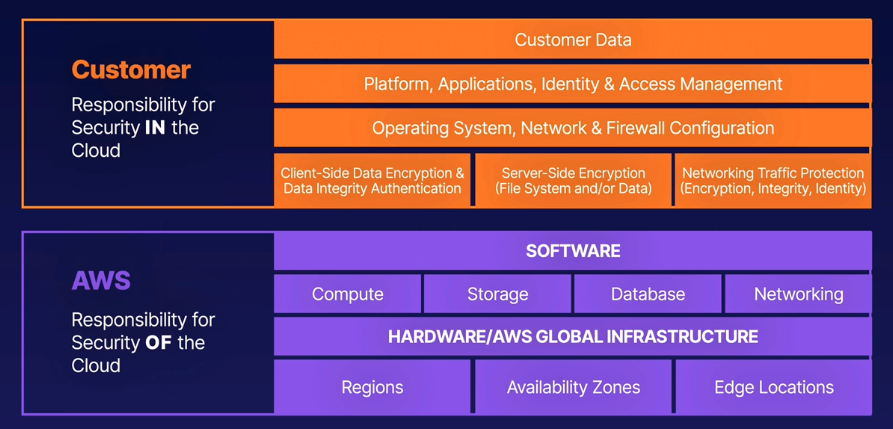 Customer
Responsibility for
Security IN the
Cloud
Customer Data
Platform, Applications, Identity & Access Management
Operating System, Network & Firewall Configuration
Client-Side Data Encryption &
Data Integrity Authentication
Server-Side Encryption
(File System and/or Data)
Networking Traffic Protection
(Encryption, Integrity, Identity)
AWS
Responsibility for
Security OF the
Cloud
SOFTWARE
Compute
Storage
Database
Networking
HARDWARE/AWS GLOBAL INFRASTRUCTURE
Regions
Availability Zones
Edge Locations